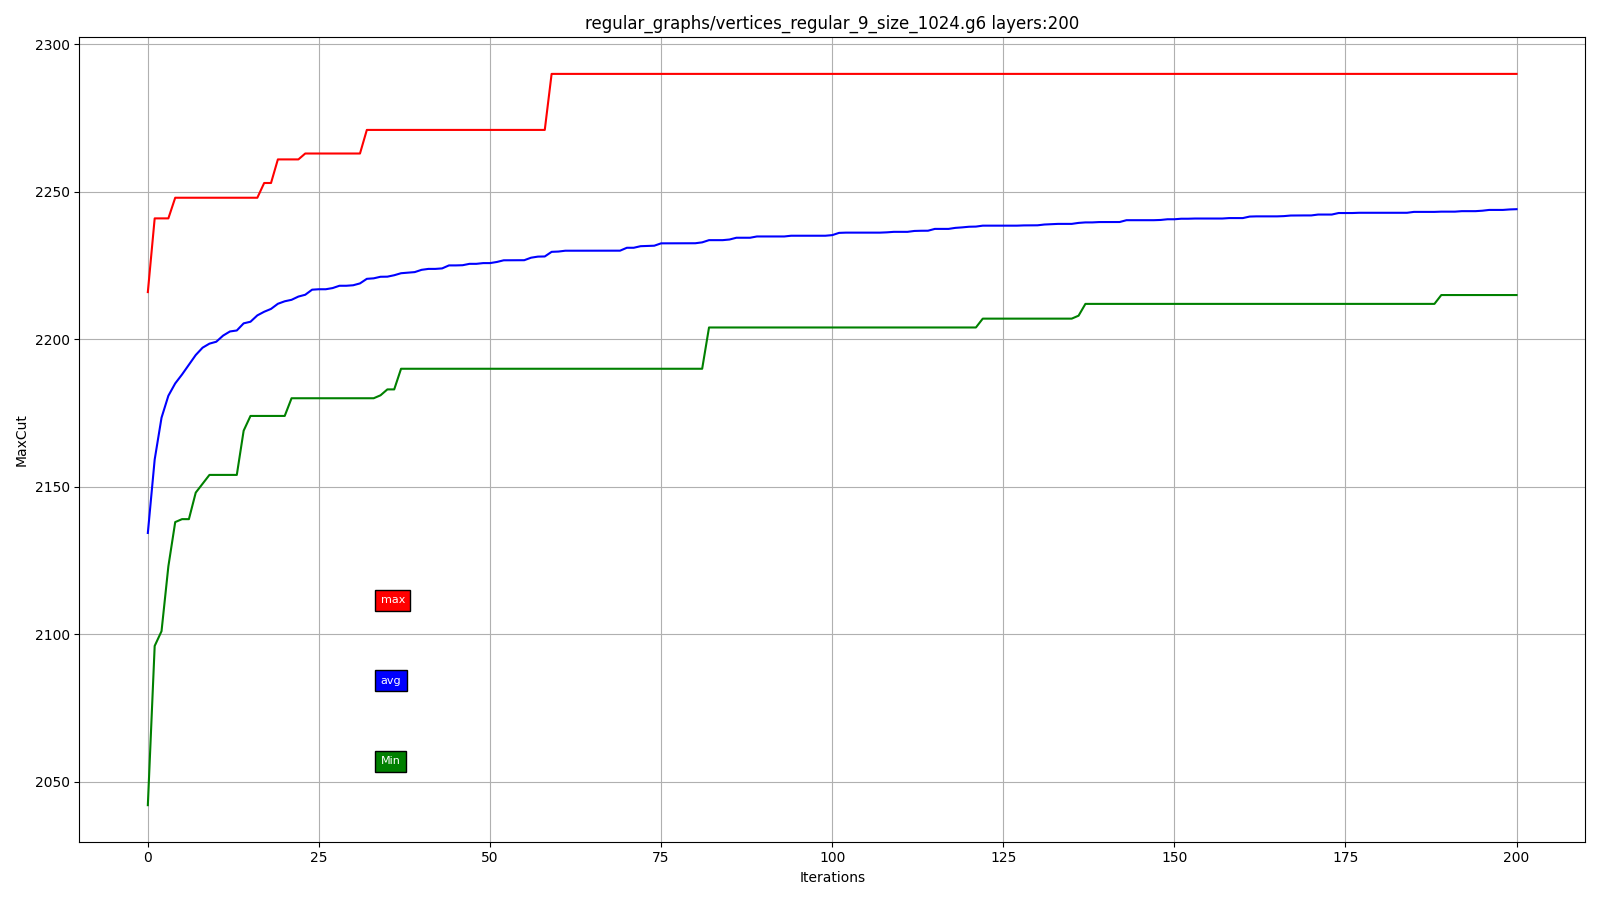 regular_graphs/vertices_regular_9_size_1024.g6 layers:200
MaxCut
2300
2250
2200
2150
2100
2050
max
avg
Min
0 25 50 75 100 125 150 175 200
Iterations